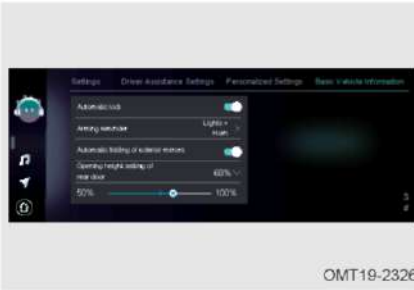 Settings Driver Assistance Settings Personalized Settings Basic Vehicle Information
Automatic lock
Arming reminder
Lights +
Horn
Automatic folding of exterior mirrors
Opening height setting of
rear door
60%
50% 100%
OMT19-2326